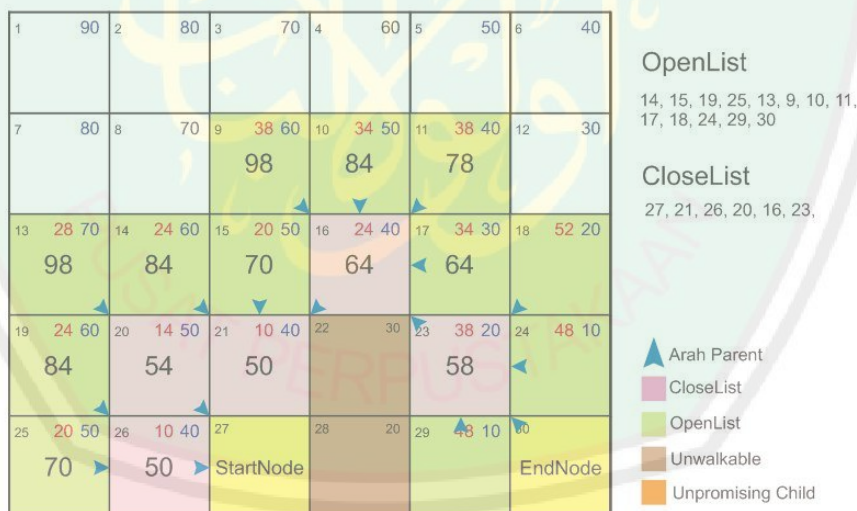 1 90 2 80 3 70 4 60 5 50 6 40
7 80 8 70 9 38 60 10 34 50 11 38 40 12 30
98 84 78
13 28 70 14 24 60 15 20 50 16 24 40 17 34 30 18 52 20
98 84 70 64 64
19 24 60 20 14 50 21 10 40 22 30 23 38 20 24 48 10
84 54 50 58
25 20 50 26 10 40 27 28 20 29 48 10 30
70 50 StartNode EndNode
OpenList
14, 15, 19, 25, 13, 9, 10, 11,
17, 18, 24, 29, 30
CloseList
27, 21, 26, 20, 16, 23,
Arah Parent
CloseList
OpenList
Unwalkable
Unpromising Child
PUSAT PERPUSTAKAAN